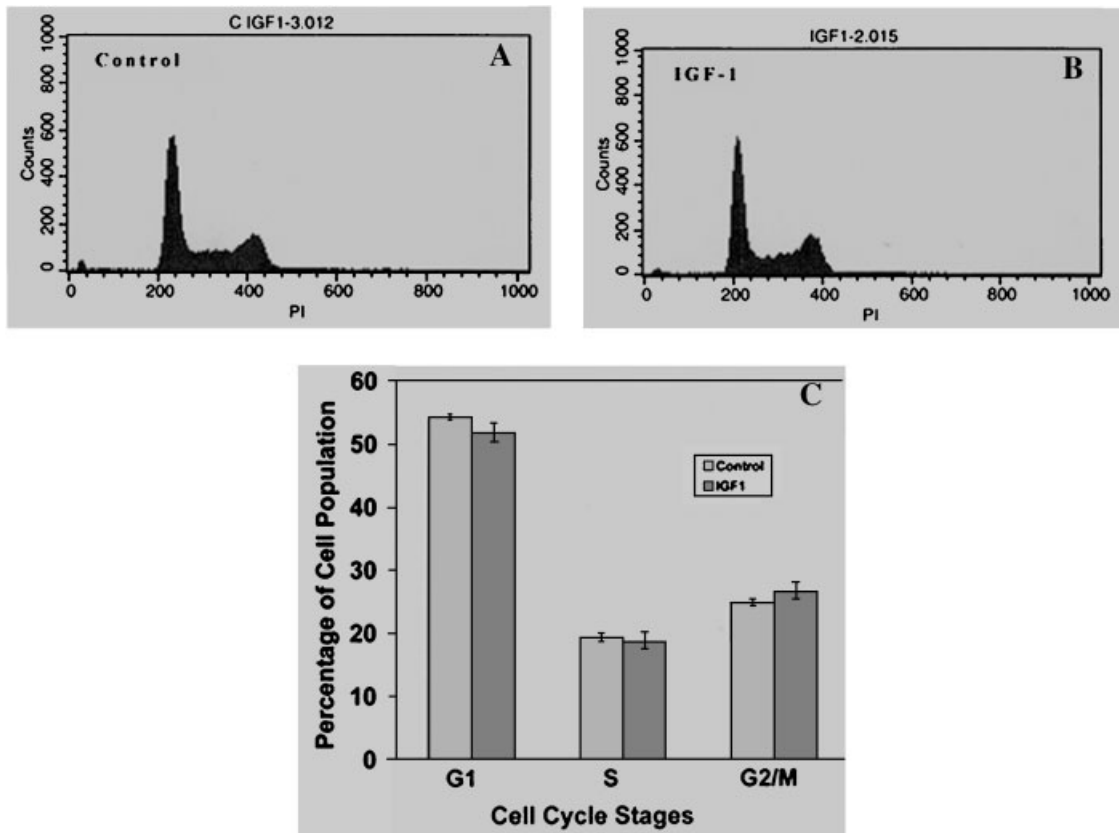 C IGF1-3.012
Control
A
1000
800
600
400
200
0
Counts
0 200 400 600 800 1000
PI
IGF1-2.015
IGF-1
B
1000
800
600
400
200
0
Counts
0 200 400 600 800 1000
PI
C
60
50
40
30
20
10
0
Percentage of Cell Population
Control
IGF1
G1 S G2/M
Cell Cycle Stages